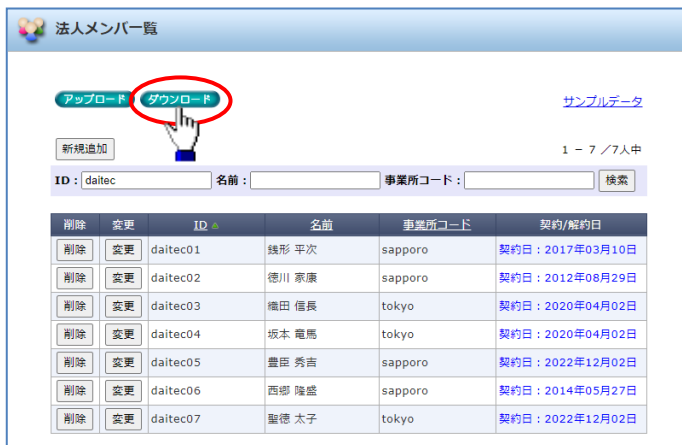 法人メンバー覧
アップロード ダウンロード サンプルデータ
新規追加 1 - 7 /7人中
ID : daitec 名前 : 事業所コード : 検索
削除 変更 ID 名前 事業所コード 契約/解約日
削除 変更 daitec01 銭形 平次 sapporo 契約日:2017年03月10日
削除 変更 daitec02 徳川 家康 sapporo 契約日:2012年08月29日
削除 変更 daitec03 織田 信長 tokyo 契約日:2020年04月02日
削除 変更 daitec04 坂本 竜馬 tokyo 契約日:2020年04月02日
削除 変更 daitec05 豊臣 秀吉 sapporo 契約日:2022年12月02日
削除 変更 daitec06 西郷 隆盛 sapporo 契約日:2014年05月27日
削除 変更 daitec07 聖徳 太子 tokyo 契約日:2022年12月02日